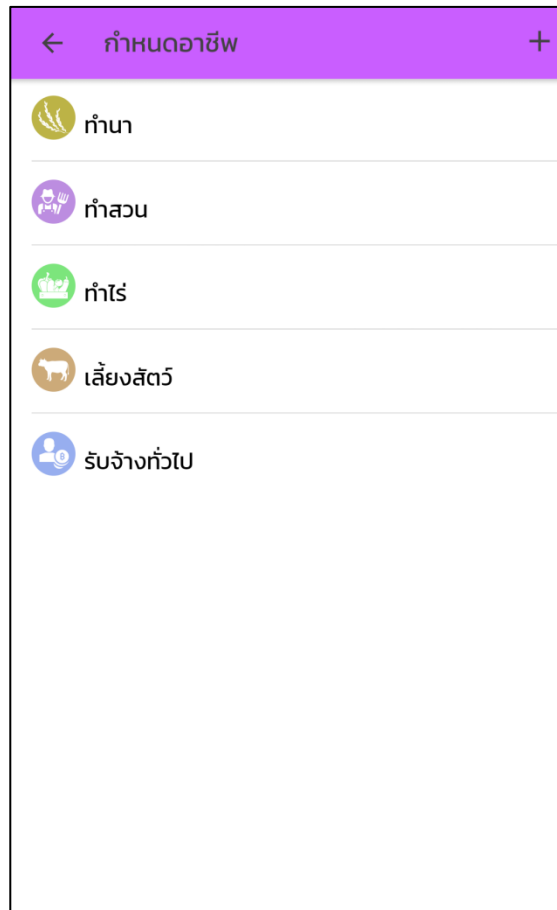 กำหนดอาชีพ
ทำนา
ทำสวน
ทำไร่
เลี้ยงสัตว์
รับจ้างทั่วไป